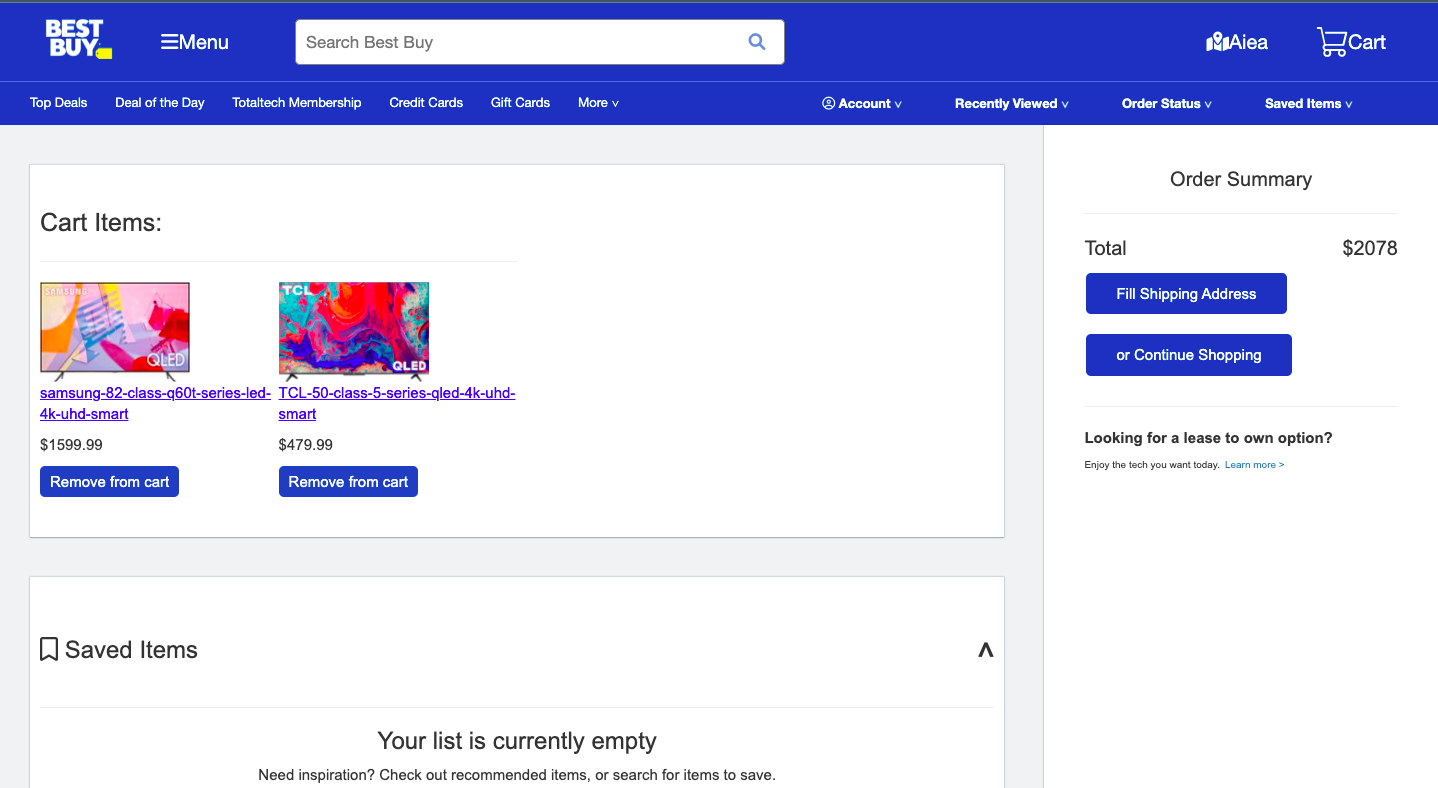 BEST
BUY
Menu
Search Best Buy
Aiea
Cart
Top Deals
Deal of the Day
Totaltech Membership
Credit Cards
Gift Cards
More v
Account v
Recently Viewed v
Order Status v
Saved Items v
Cart Items:
SAMSUNG
QLED
samsung-82-class-q60t-series-led-
4k-uhd-smart
$1599.99
Remove from cart
TCL
QLED
TCL-50-class-5-series-qled-4k-uhd-
smart
$479.99
Remove from cart
Saved Items
Your list is currently empty
Need inspiration? Check out recommended items, or search for items to save.
Order Summary
Total $2078
Fill Shipping Address
or Continue Shopping
Looking for a lease to own option?
Enjoy the tech you want today. Learn more >